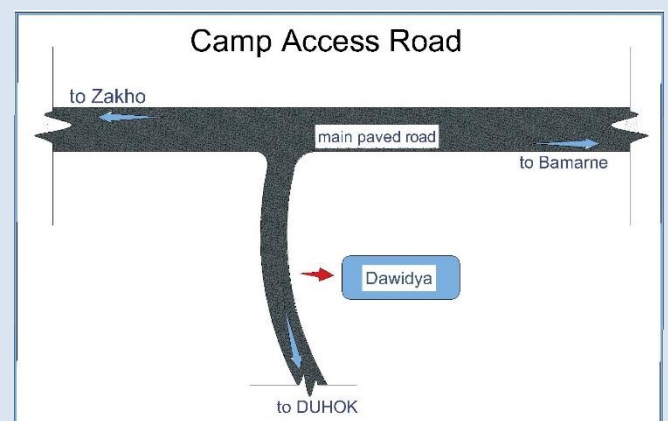 Camp Access Road
to Zakho
main paved road
to Bamarne
Dawidya
to DUHOK